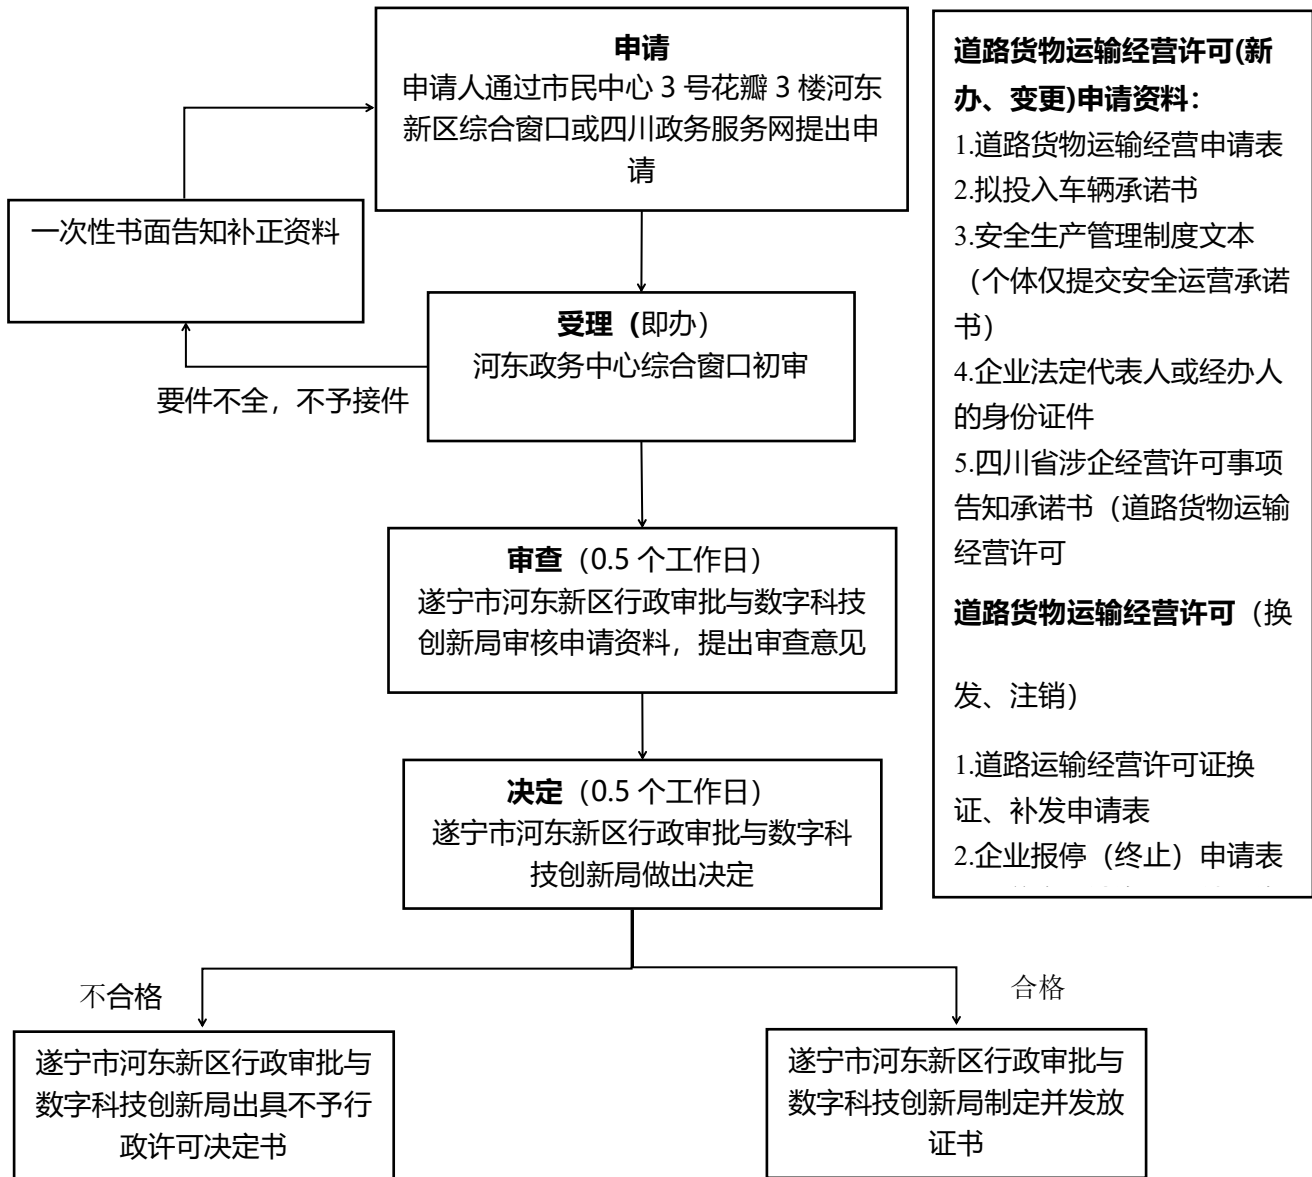 申请
申请人通过市民中心 3 号花瓣 3 楼河东
新区综合窗口或四川政务服务网提出申
请
一次性书面告知补正资料
受理（即办）
河东政务中心综合窗口初审
要件不全，不予接件
审查（0.5 个工作日）
遂宁市河东新区行政审批与数字科技
创新局审核申请资料，提出审查意见
决定（0.5 个工作日）
遂宁市河东新区行政审批与数字科
技创新局做出决定
不合格
合格
遂宁市河东新区行政审批与
数字科技创新局出具不予行
政许可决定书
遂宁市河东新区行政审批与
数字科技创新局制定并发放
证书
道路货物运输经营许可(新
办、变更)申请资料：
1.道路货物运输经营申请表
2.拟投入车辆承诺书
3.安全生产管理制度文本
（个体仅提交安全运营承诺
书）
4.企业法定代表人或经办人
的身份证件
5.四川省涉企经营许可事项
告知承诺书（道路货物运输
经营许可
道路货物运输经营许可（换
发、注销）
1.道路运输经营许可证换
证、补发申请表
2.企业报停（终止）申请表